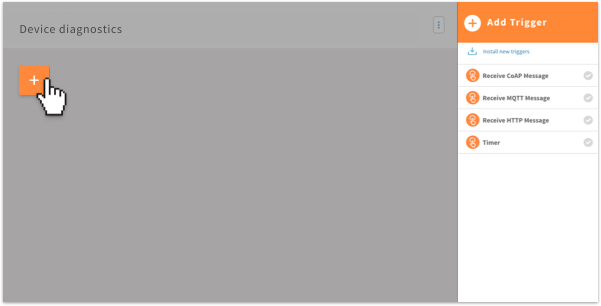 Device diagnostics
Add Trigger
Install new triggers
Receive CoAP Message
Receive MQTT Message
Receive HTTP Message
Timer